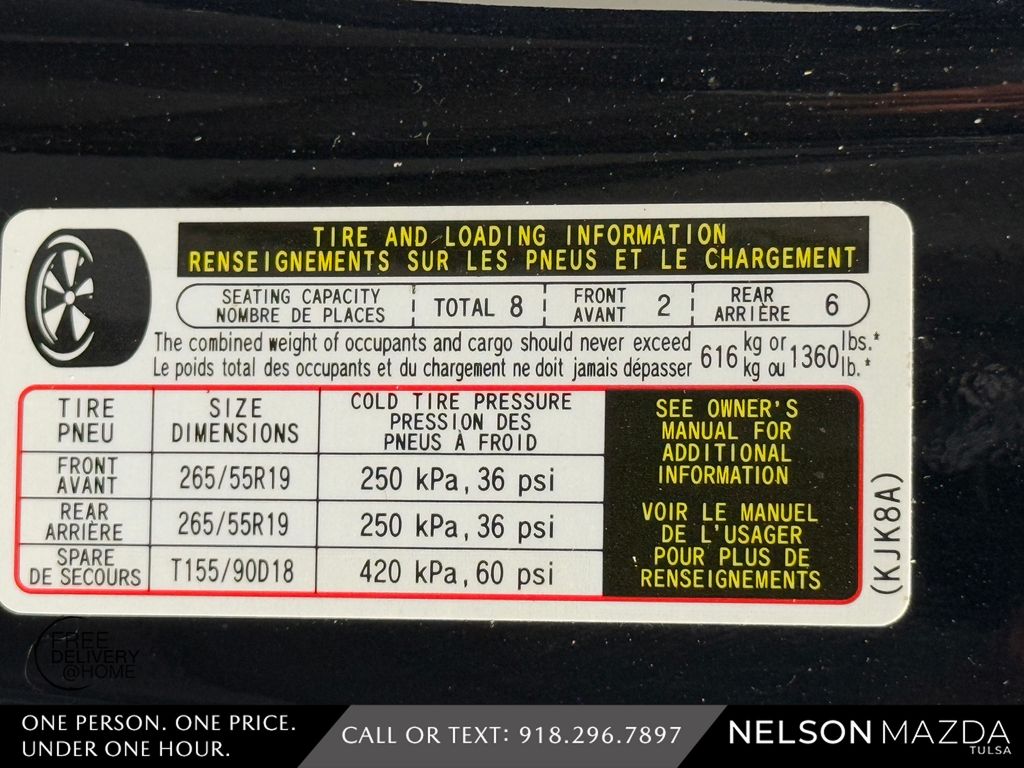 TIRE AND LOADING INFORMATION
RENSEIGNEMENTS SUR LES PNEUS ET LE CHARGEMENT
SEATING CAPACITY
NOMBRE DE PLACES
TOTAL 8
FRONT
AVANT
2
REAR
ARRIÈRE
6
The combined weight of occupants and cargo should never exceed
Le poids total des occupants et du chargement ne doit jamais dépasser
616 kg or 1360 lbs.*
kg ou lb.*
TIRE
PNEU
SIZE
DIMENSIONS
COLD TIRE PRESSURE
PRESSION DES
PNEUS À FROID
FRONT
AVANT
265/55R19
250 kPa, 36 psi
REAR
ARRIÈRE
265/55R19
250 kPa, 36 psi
SPARE
DE SECOURS
T155/90D18
420 kPa, 60 psi
SEE OWNER'S
MANUAL FOR
ADDITIONAL
INFORMATION
VOIR LE MANUEL
DE L'USAGER
POUR PLUS DE
RENSEIGNEMENTS
(KJK8A)
FREE
DELIVERY
@HOME
ONE PERSON. ONE PRICE.
UNDER ONE HOUR.
CALL OR TEXT: 918.296.7897
NELSON MAZDA
TULSA